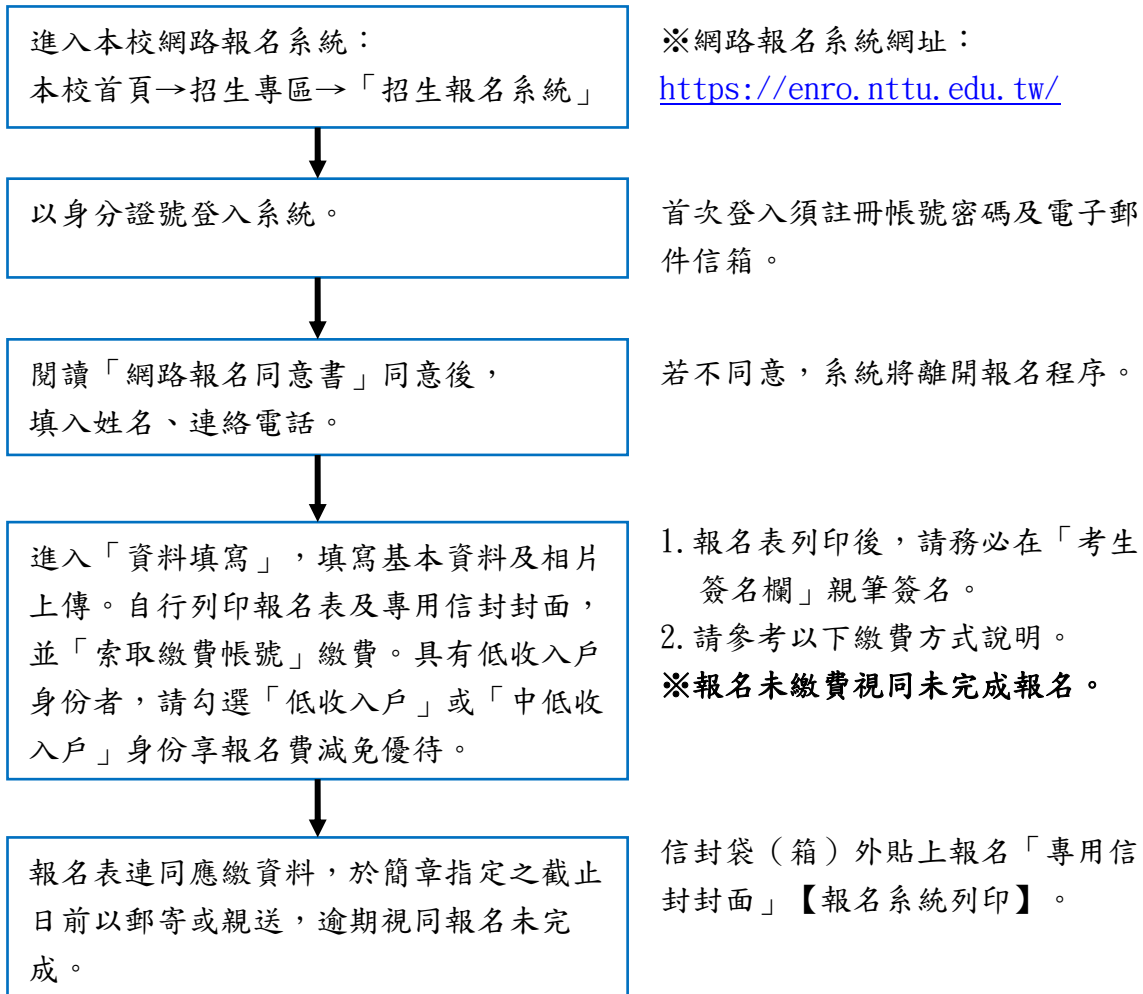 進入本校網路報名系統：
本校首頁→招生專區→「招生報名系統」
※網路報名系統網址：
https://enro.nttu.edu.tw/
以身分證號登入系統。
首次登入須註冊帳號密碼及電子郵
件信箱。
閱讀「網路報名同意書」同意後，
填入姓名、連絡電話。
若不同意，系統將離開報名程序。
進入「資料填寫」，填寫基本資料及相片
上傳。自行列印報名表及專用信封封面，
並「索取繳費帳號」繳費。具有低收入戶
身份者，請勾選「低收入戶」或「中低收
入戶」身份享報名費減免優待。
1.報名表列印後，請務必在「考生
簽名欄」親筆簽名。
2.請參考以下繳費方式說明。
※報名未繳費視同未完成報名。
報名表連同應繳資料，於簡章指定之截止
日前以郵寄或親送，逾期視同報名未完
成。
信封袋（箱）外貼上報名「專用信
封封面」【報名系統列印】。